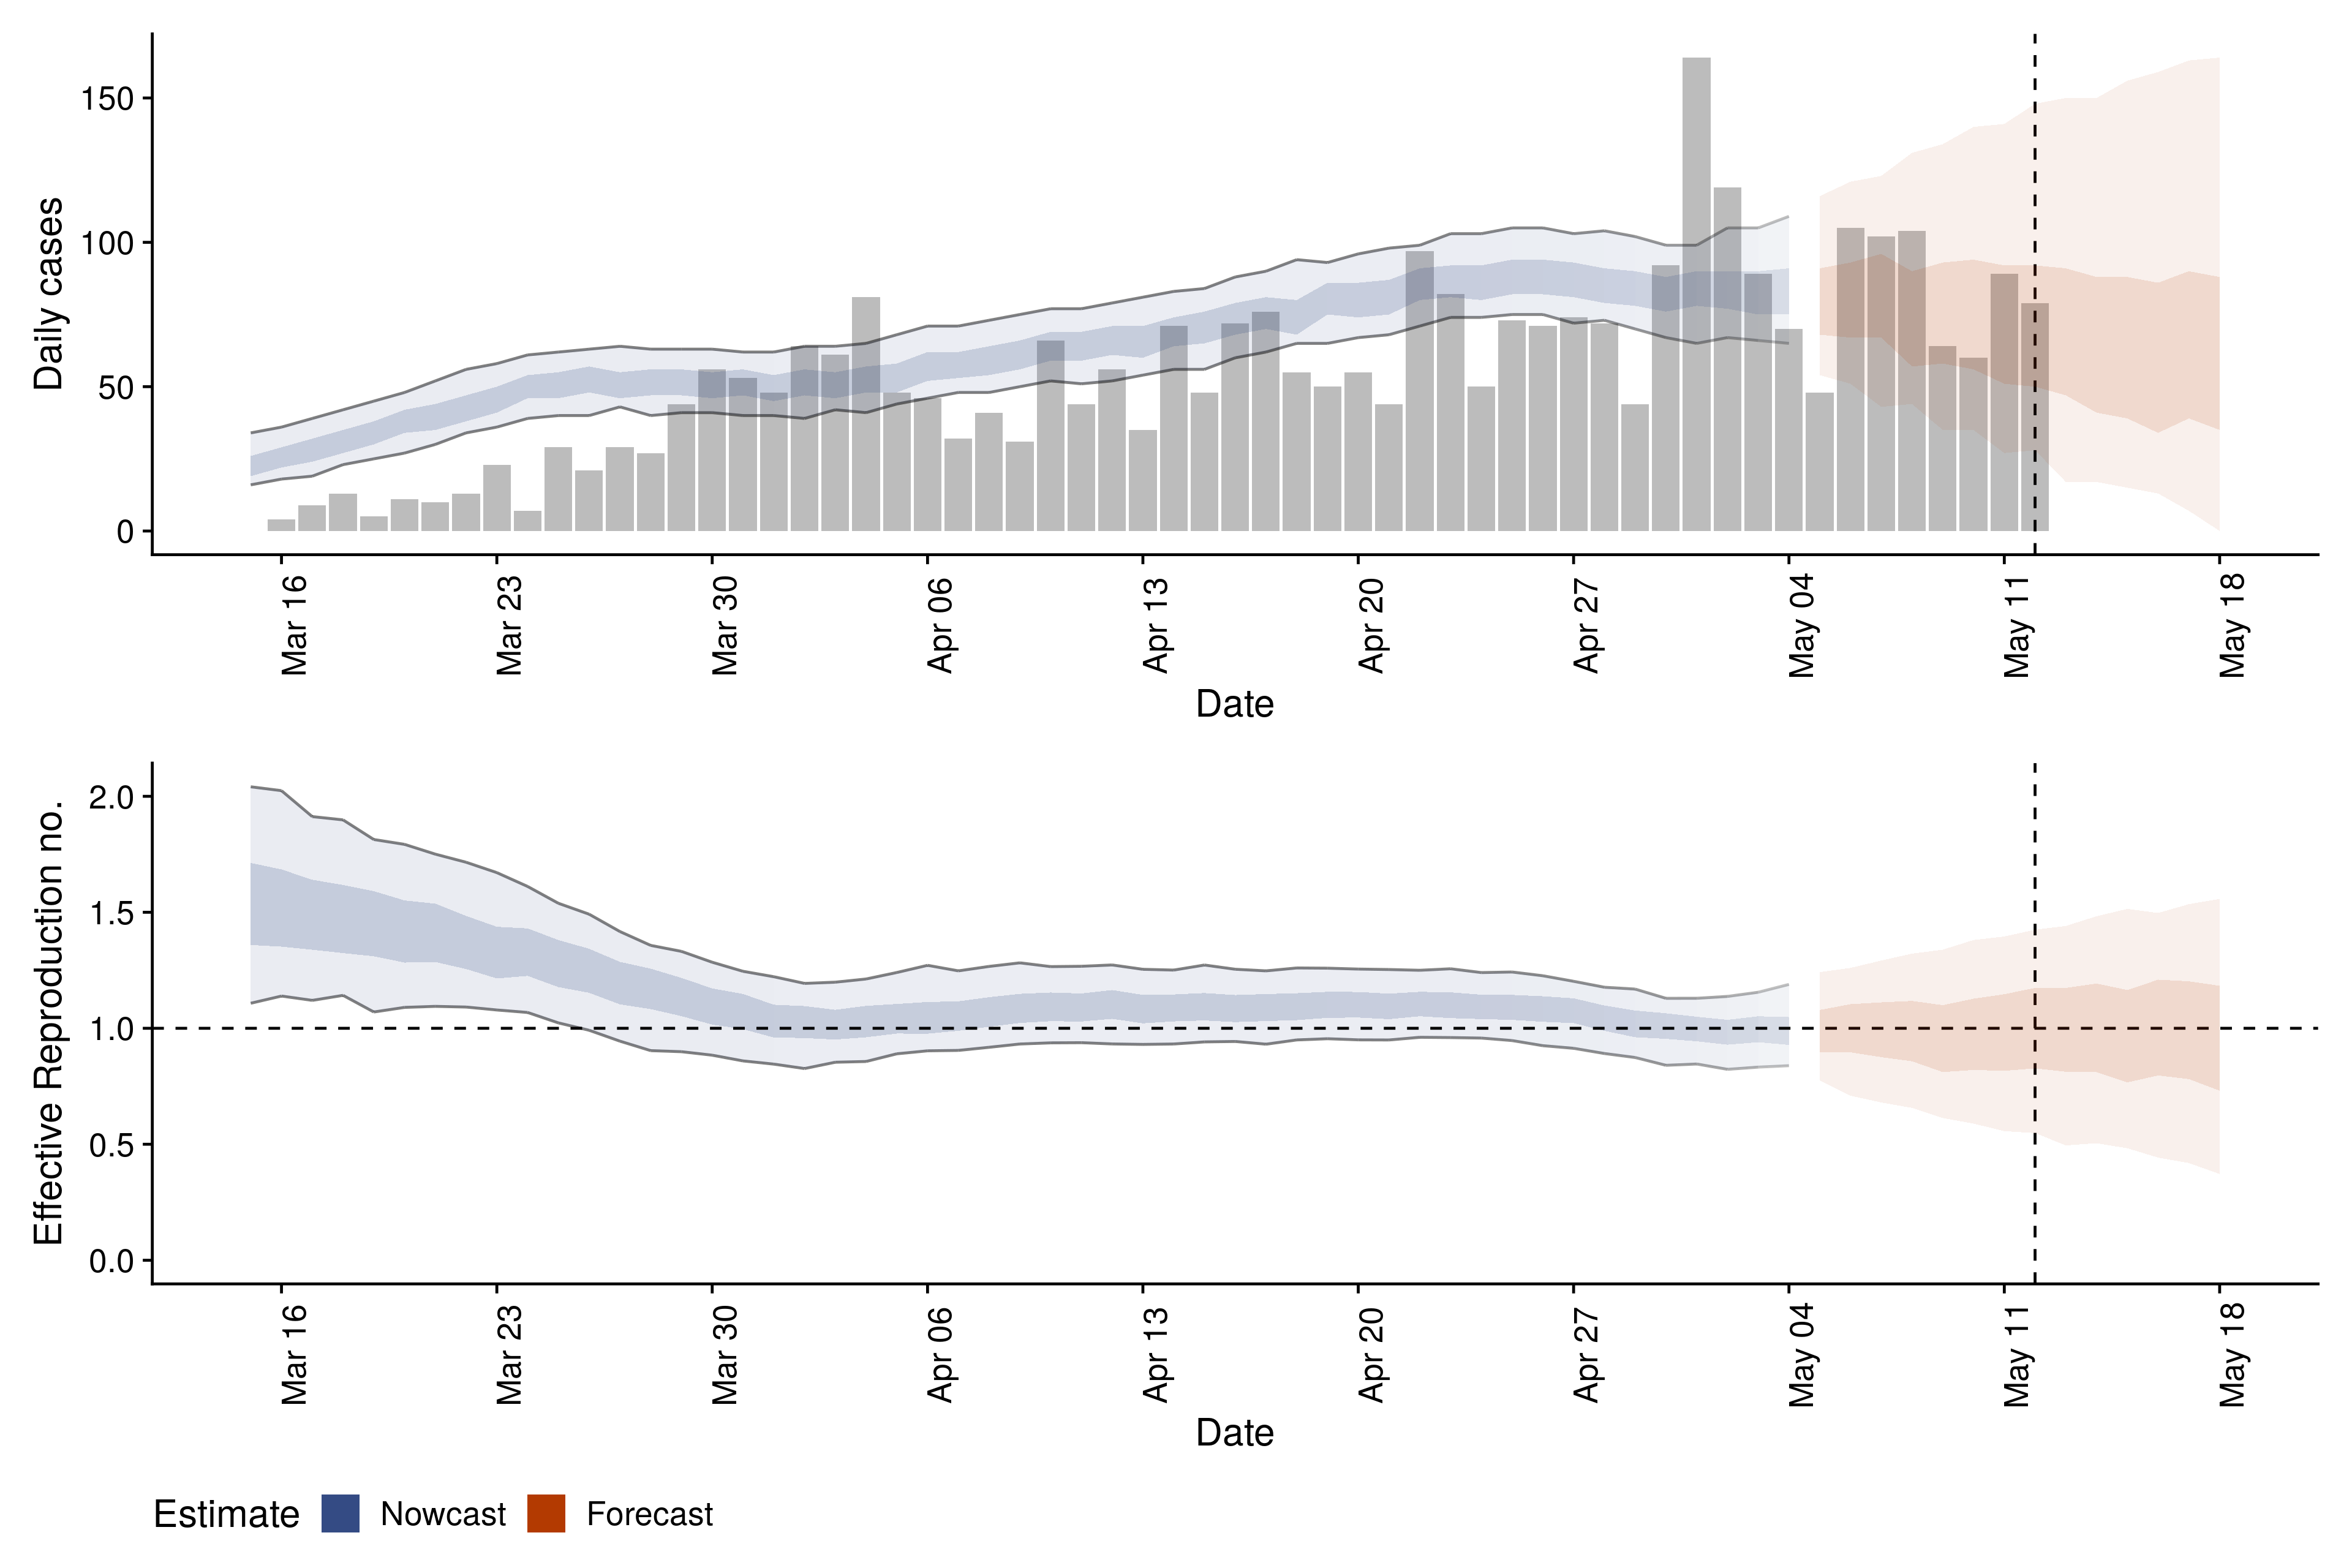 Daily cases
150
100
50
0
Mar 16
Mar 23
Mar 30
Apr 06
Apr 13
Apr 20
Apr 27
May 04
May 11
May 18
Date
Effective Reproduction no.
2.0
1.5
1.0
0.5
0.0
Mar 16
Mar 23
Mar 30
Apr 06
Apr 13
Apr 20
Apr 27
May 04
May 11
May 18
Date
Estimate Nowcast Forecast